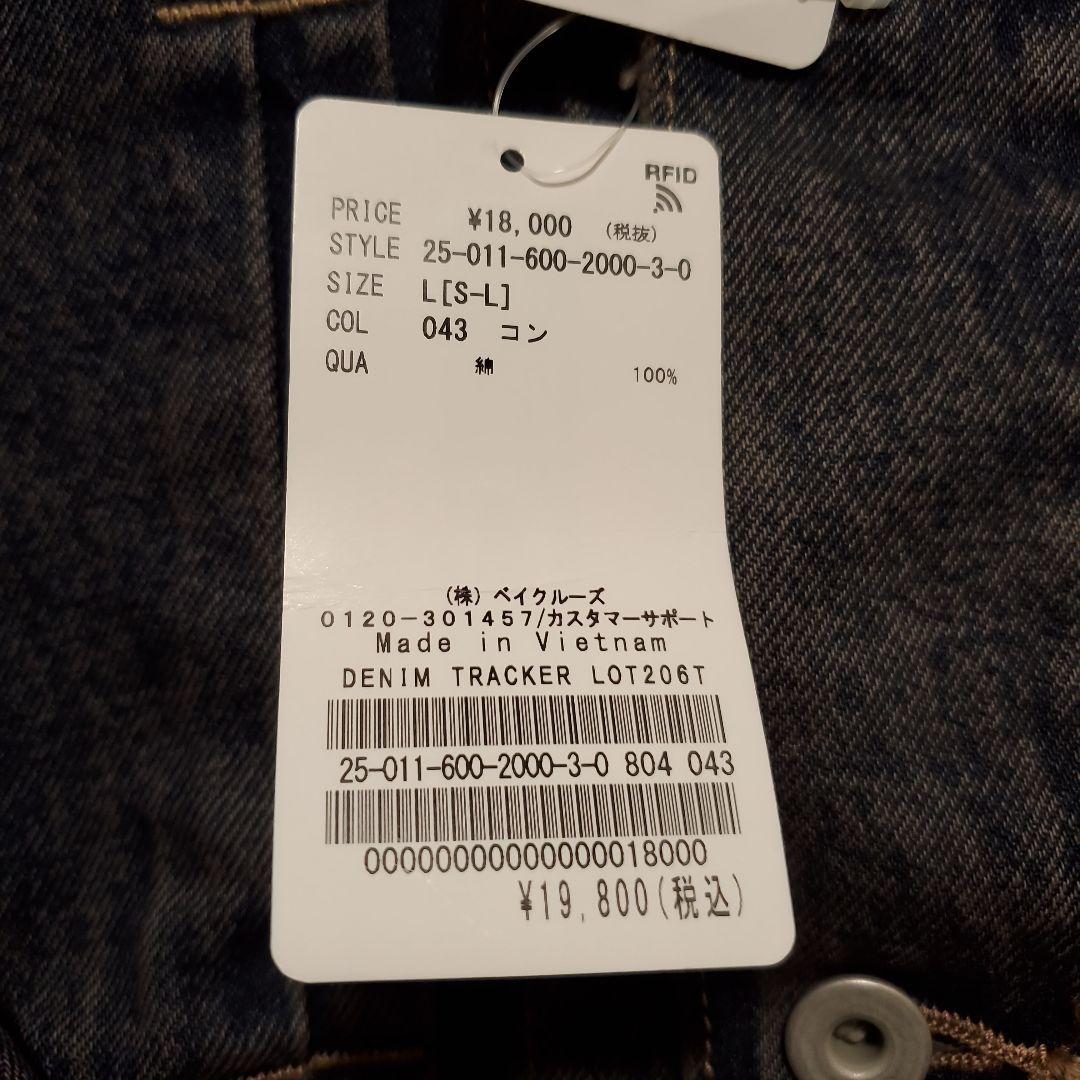 RFID
PRICE ¥18,000 (税抜)
STYLE 25-011-600-2000-3-0
SIZE L[S-L]
COL 043 コン
QUA 綿 100%
(株)ベイクルーズ
0120-301457/カスタマーサポート
Made in Vietnam
DENIM TRACKER LOT206T
25-011-600-2000-3-0 804 043
00000000000000018000
¥19,800(税込)